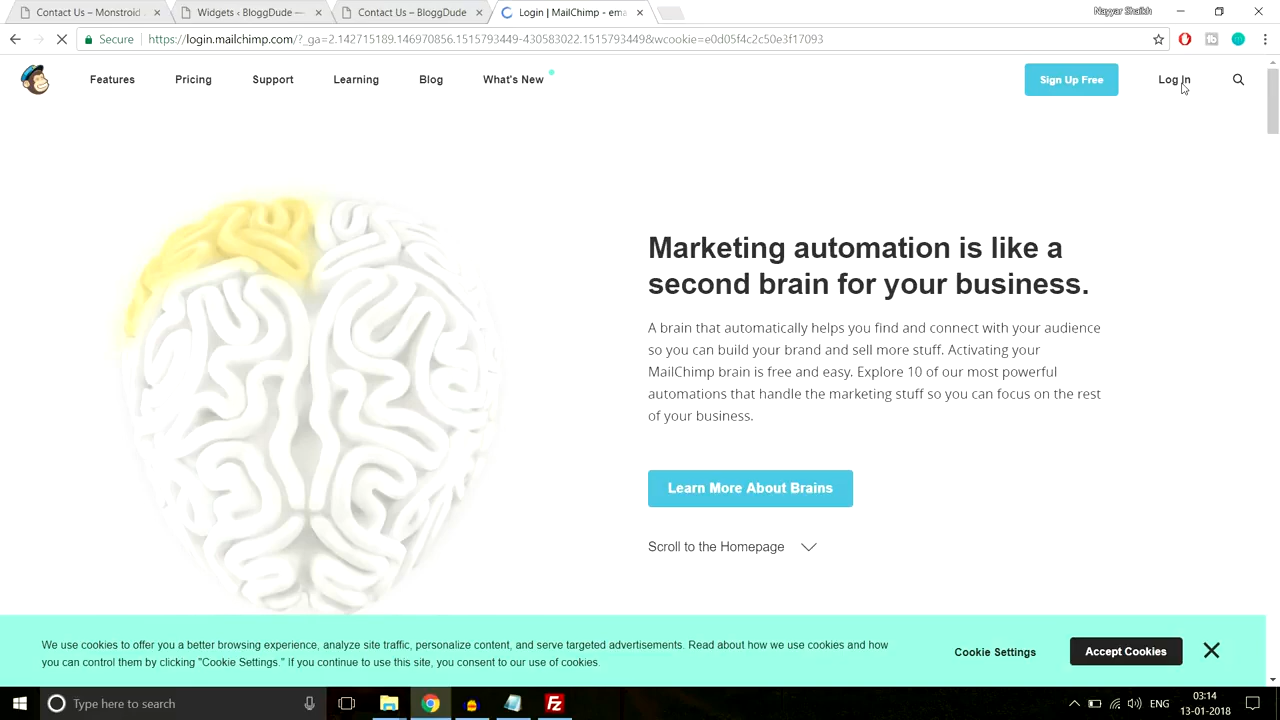 Contact Us – Monstroid
Widgets ‹ BloggDude —
Contact Us – BloggDude
Login | MailChimp - ema
Nayyar Shaikh
Secure
https://login.mailchimp.com/?_ga=2.142715189.146970856.1515793449-430583022.1515793449&wcookie=e0d05f4c2c50e3f17093
Features
Pricing
Support
Learning
Blog
What's New
Sign Up Free
Log In
Marketing automation is like a
second brain for your business.
A brain that automatically helps you find and connect with your audience
so you can build your brand and sell more stuff. Activating your
MailChimp brain is free and easy. Explore 10 of our most powerful
automations that handle the marketing stuff so you can focus on the rest
of your business.
Learn More About Brains
Scroll to the Homepage
We use cookies to offer you a better browsing experience, analyze site traffic, personalize content, and serve targeted advertisements. Read about how we use cookies and how
you can control them by clicking "Cookie Settings." If you continue to use this site, you consent to our use of cookies.
Cookie Settings
Accept Cookies
Type here to search
ENG
03:14
13-01-2018